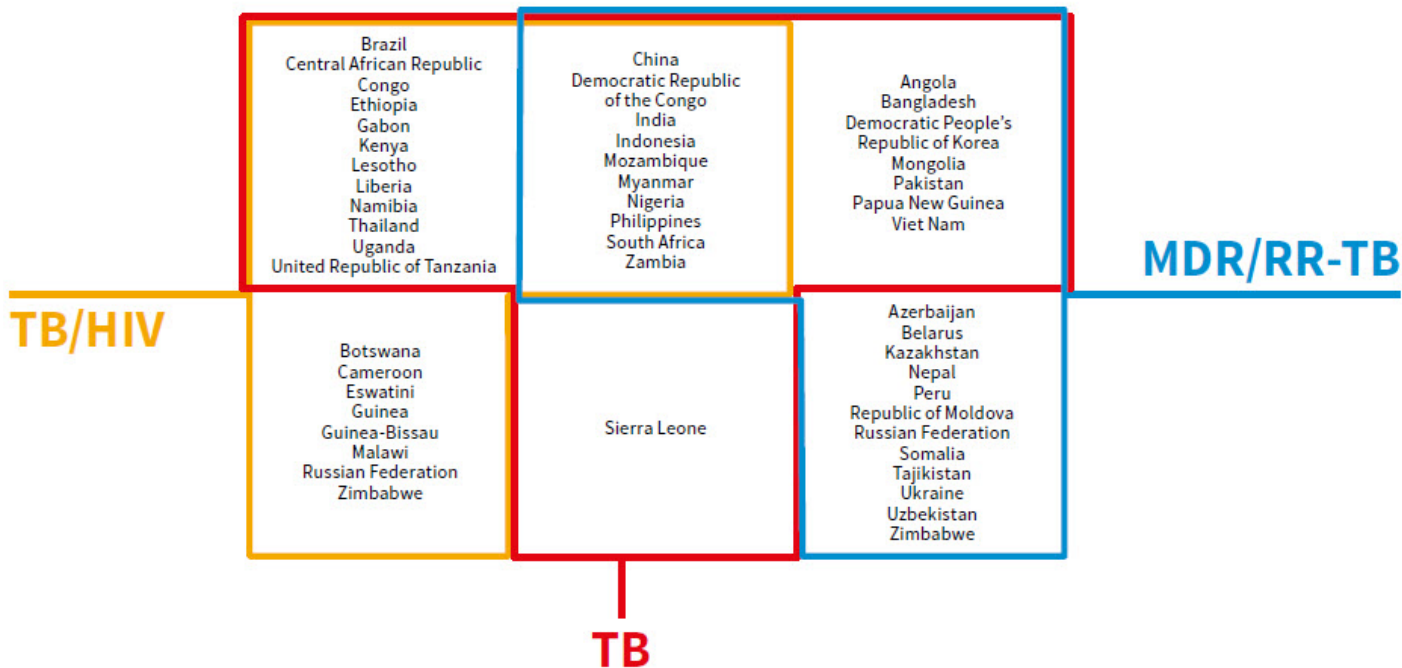 Brazil
Central African Republic
Congo
Ethiopia
Gabon
Kenya
Lesotho
Liberia
Namibia
Thailand
Uganda
United Republic of Tanzania
China
Democratic Republic
of the Congo
India
Indonesia
Mozambique
Myanmar
Nigeria
Philippines
South Africa
Zambia
Angola
Bangladesh
Democratic People's
Republic of Korea
Mongolia
Pakistan
Papua New Guinea
Viet Nam
MDR/RR-TB
TB/HIV
Botswana
Cameroon
Eswatini
Guinea
Guinea-Bissau
Malawi
Russian Federation
Zimbabwe
Sierra Leone
Azerbaijan
Belarus
Kazakhstan
Nepal
Peru
Republic of Moldova
Russian Federation
Somalia
Tajikistan
Ukraine
Uzbekistan
Zimbabwe
TB